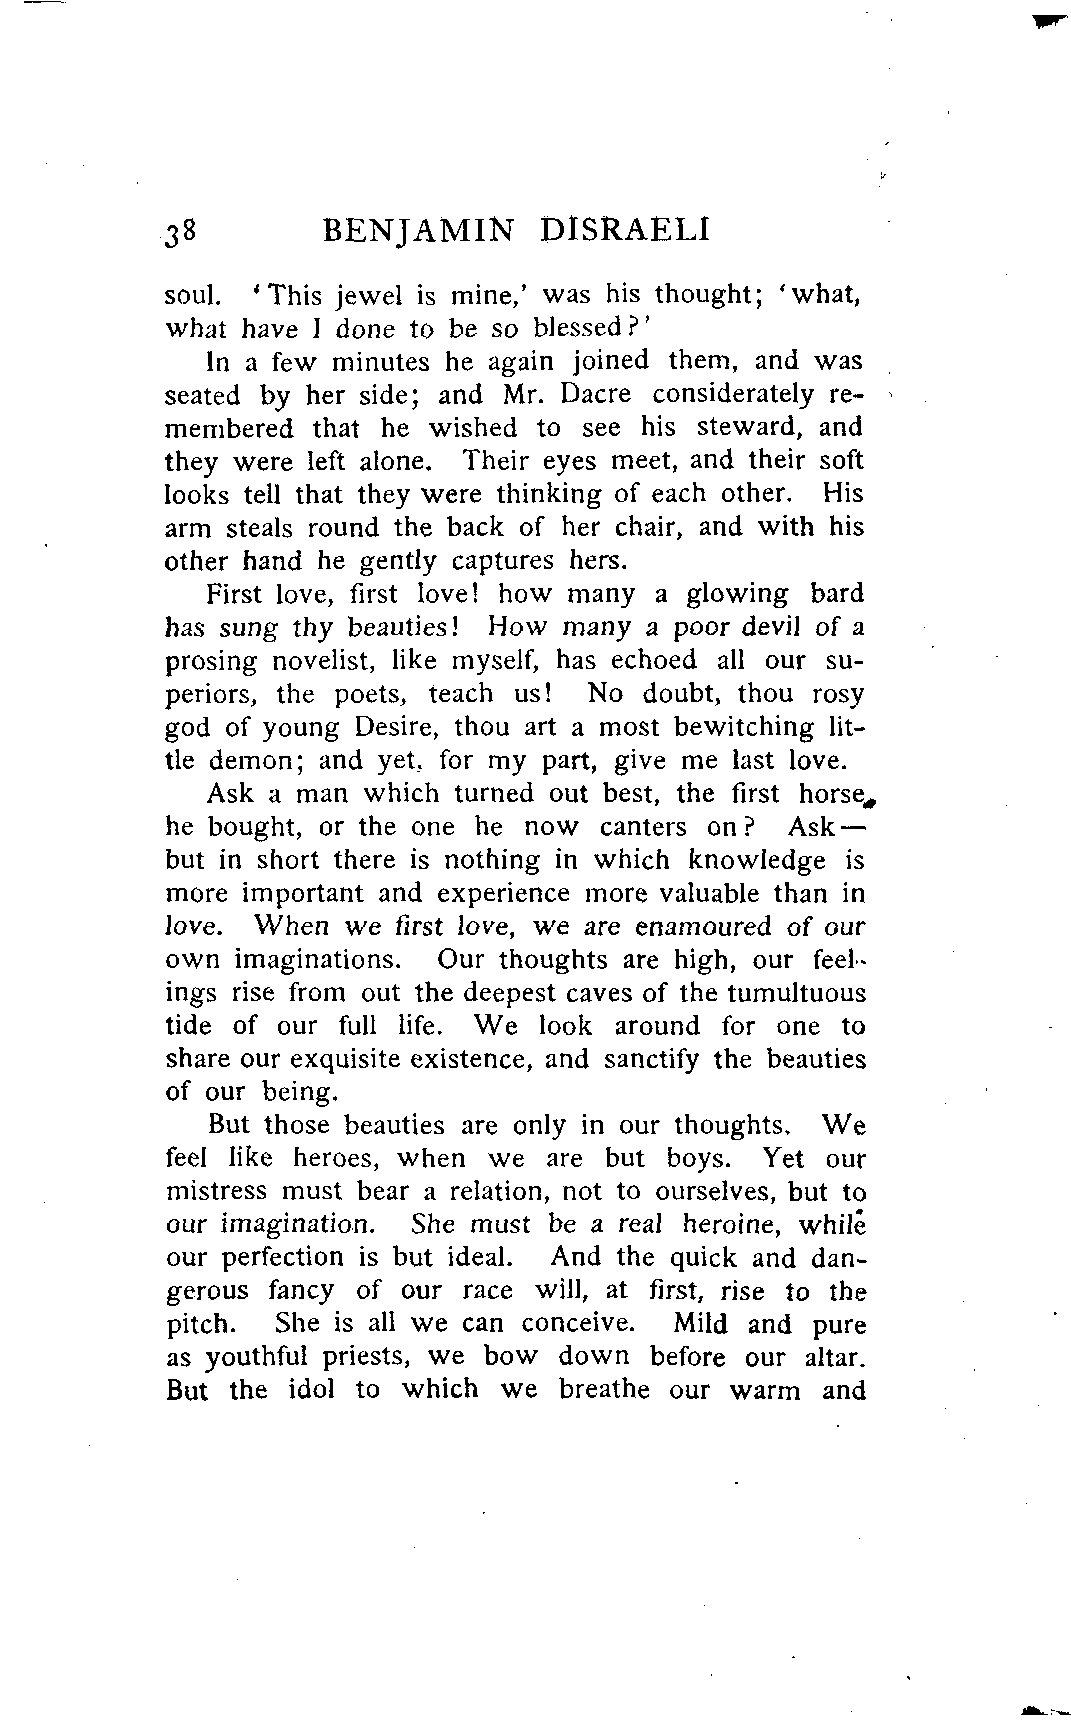 38 BENJAMIN DISRAELI
soul. 'This jewel is mine,' was his thought; 'what,
what have I done to be so blessed?'
In a few minutes he again joined them, and was
seated by her side; and Mr. Dacre considerately re-
membered that he wished to see his steward, and
they were left alone. Their eyes meet, and their soft
looks tell that they were thinking of each other. His
arm steals round the back of her chair, and with his
other hand he gently captures hers.
First love, first love! how many a glowing bard
has sung thy beauties! How many a poor devil of a
prosing novelist, like myself, has echoed all our su-
periors, the poets, teach us! No doubt, thou rosy
god of young Desire, thou art a most bewitching lit-
tle demon; and yet, for my part, give me last love.
Ask a man which turned out best, the first horse
he bought, or the one he now canters on? Ask—
but in short there is nothing in which knowledge is
more important and experience more valuable than in
love. When we first love, we are enamoured of our
own imaginations. Our thoughts are high, our feel-
ings rise from out the deepest caves of the tumultuous
tide of our full life. We look around for one to
share our exquisite existence, and sanctify the beauties
of our being.
But those beauties are only in our thoughts. We
feel like heroes, when we are but boys. Yet our
mistress must bear a relation, not to ourselves, but to
our imagination. She must be a real heroine, while
our perfection is but ideal. And the quick and dan-
gerous fancy of our race will, at first, rise to the
pitch. She is all we can conceive. Mild and pure
as youthful priests, we bow down before our altar.
But the idol to which we breathe our warm and